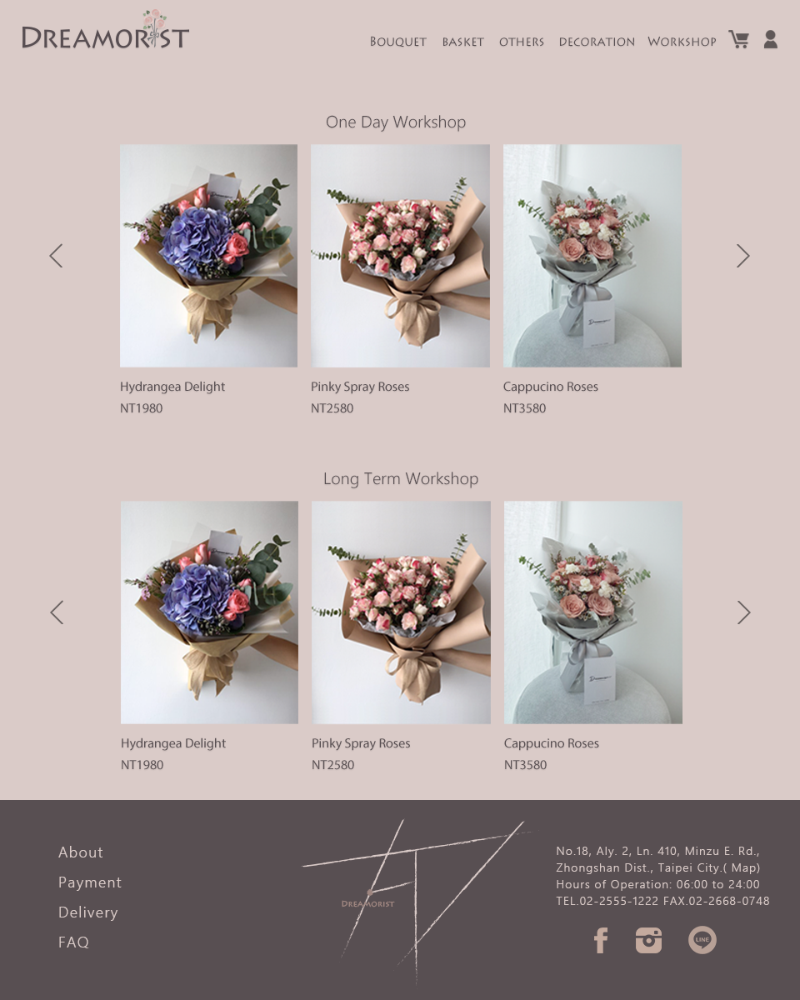 DREAMORIST
BOUQUET BASKET OTHERS DECORATION WORKSHOP
One Day Workshop
Hydrangea Delight
NT1980
Pinky Spray Roses
NT2580
Cappucino Roses
NT3580
Long Term Workshop
Hydrangea Delight
NT1980
Pinky Spray Roses
NT2580
Cappucino Roses
NT3580
About
Payment
Delivery
FAQ
DREAMORIST
No.18, Aly. 2, Ln. 410, Minzu E. Rd.,
Zhongshan Dist., Taipei City.( Map)
Hours of Operation: 06:00 to 24:00
TEL.02-2555-1222 FAX.02-2668-0748
LINE